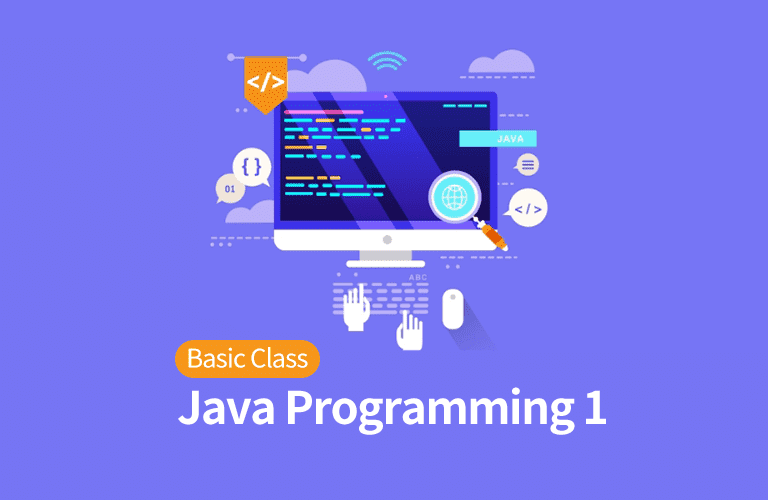 </>
JAVA
{ }
01
</>
ABC
Basic Class
Java Programming 1